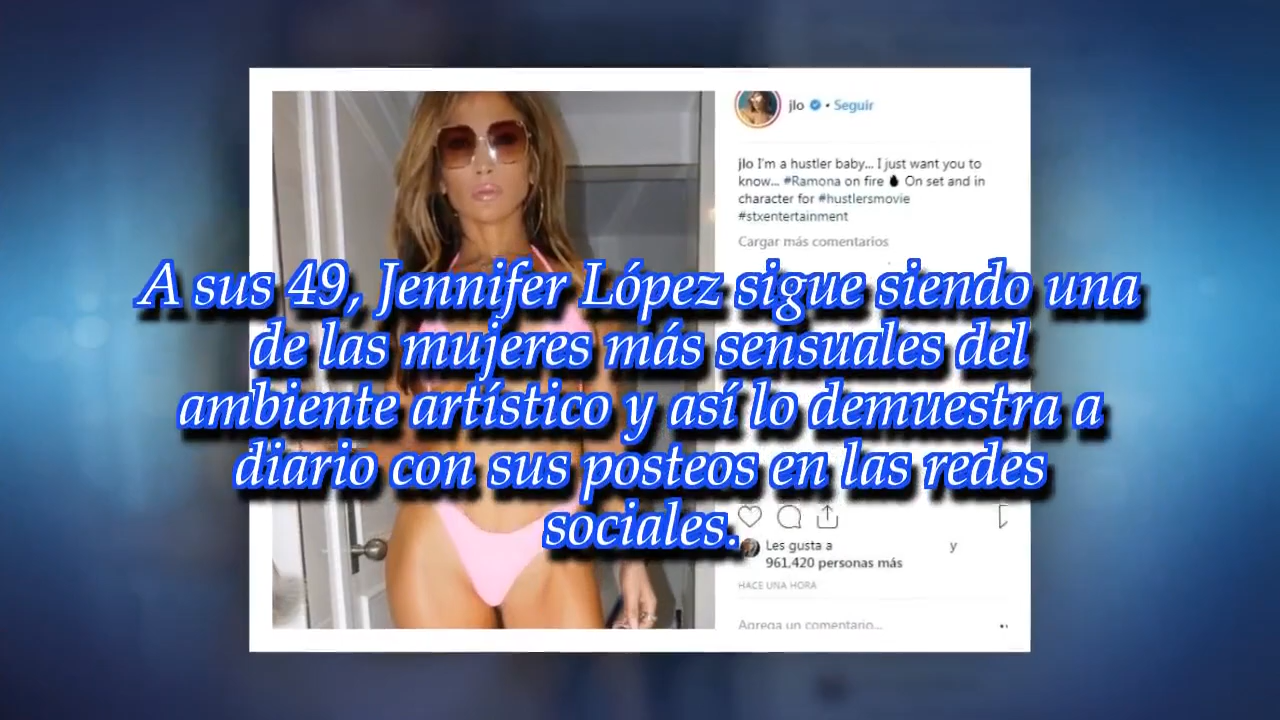 jlo • Seguir
jlo I'm a hustler baby... I just want you to
know... #Ramona on fire On set and in
character for #hustlersmovie
#stxentertainment
Cargar más comentarios
A sus 49, Jennifer López sigue siendo una
de las mujeres más sensuales del
ambiente artístico y así lo demuestra a
diario con sus posteos en las redes
sociales.
Les gusta a y
961,420 personas más
HACE UNA HORA
Agrega un comentario...